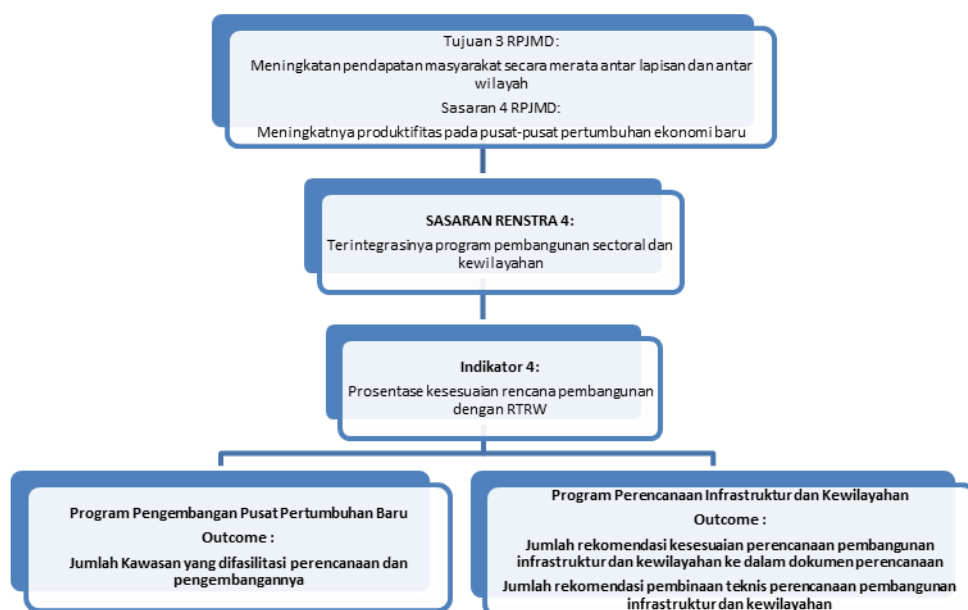 Tujuan 3 RPJMD:
Meningkatan pendapatan masyarakat secara merata antar lapisan dan antar
wilayah
Sasaran 4 RPJMD:
Meningkatnya produktifitas pada pusat-pusat pertumbuhan ekonomi baru
SASARAN RENSTRA 4:
Terintegrasinya program pembangunan sectoral dan
kewilayahan
Indikator 4:
Prosentase kesesuaian rencana pembangunan
dengan RTRW
Program Pengembangan Pusat Pertumbuhan Baru
Outcome :
Jumlah Kawasan yang difasilitasi perencanaan dan
pengembangannya
Program Perencanaan Infrastruktur dan Kewilayahan
Outcome :
Jumlah rekomendasi kesesuaian perencanaan pembangunan
infrastruktur dan kewilayahan ke dalam dokumen perencanaan
Jumlah rekomendasi pembinaan teknis perencanaan pembangunan
infrastruktur dan kewilayahan